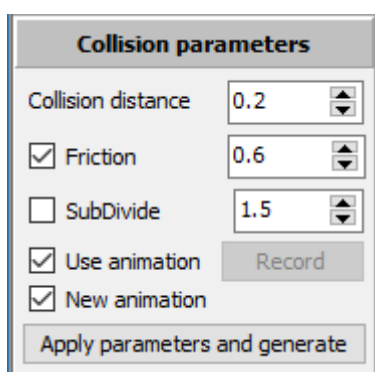 Collision parameters
Collision distance 0.2
Friction 0.6
SubDivide 1.5
Use animation Record
New animation
Apply parameters and generate